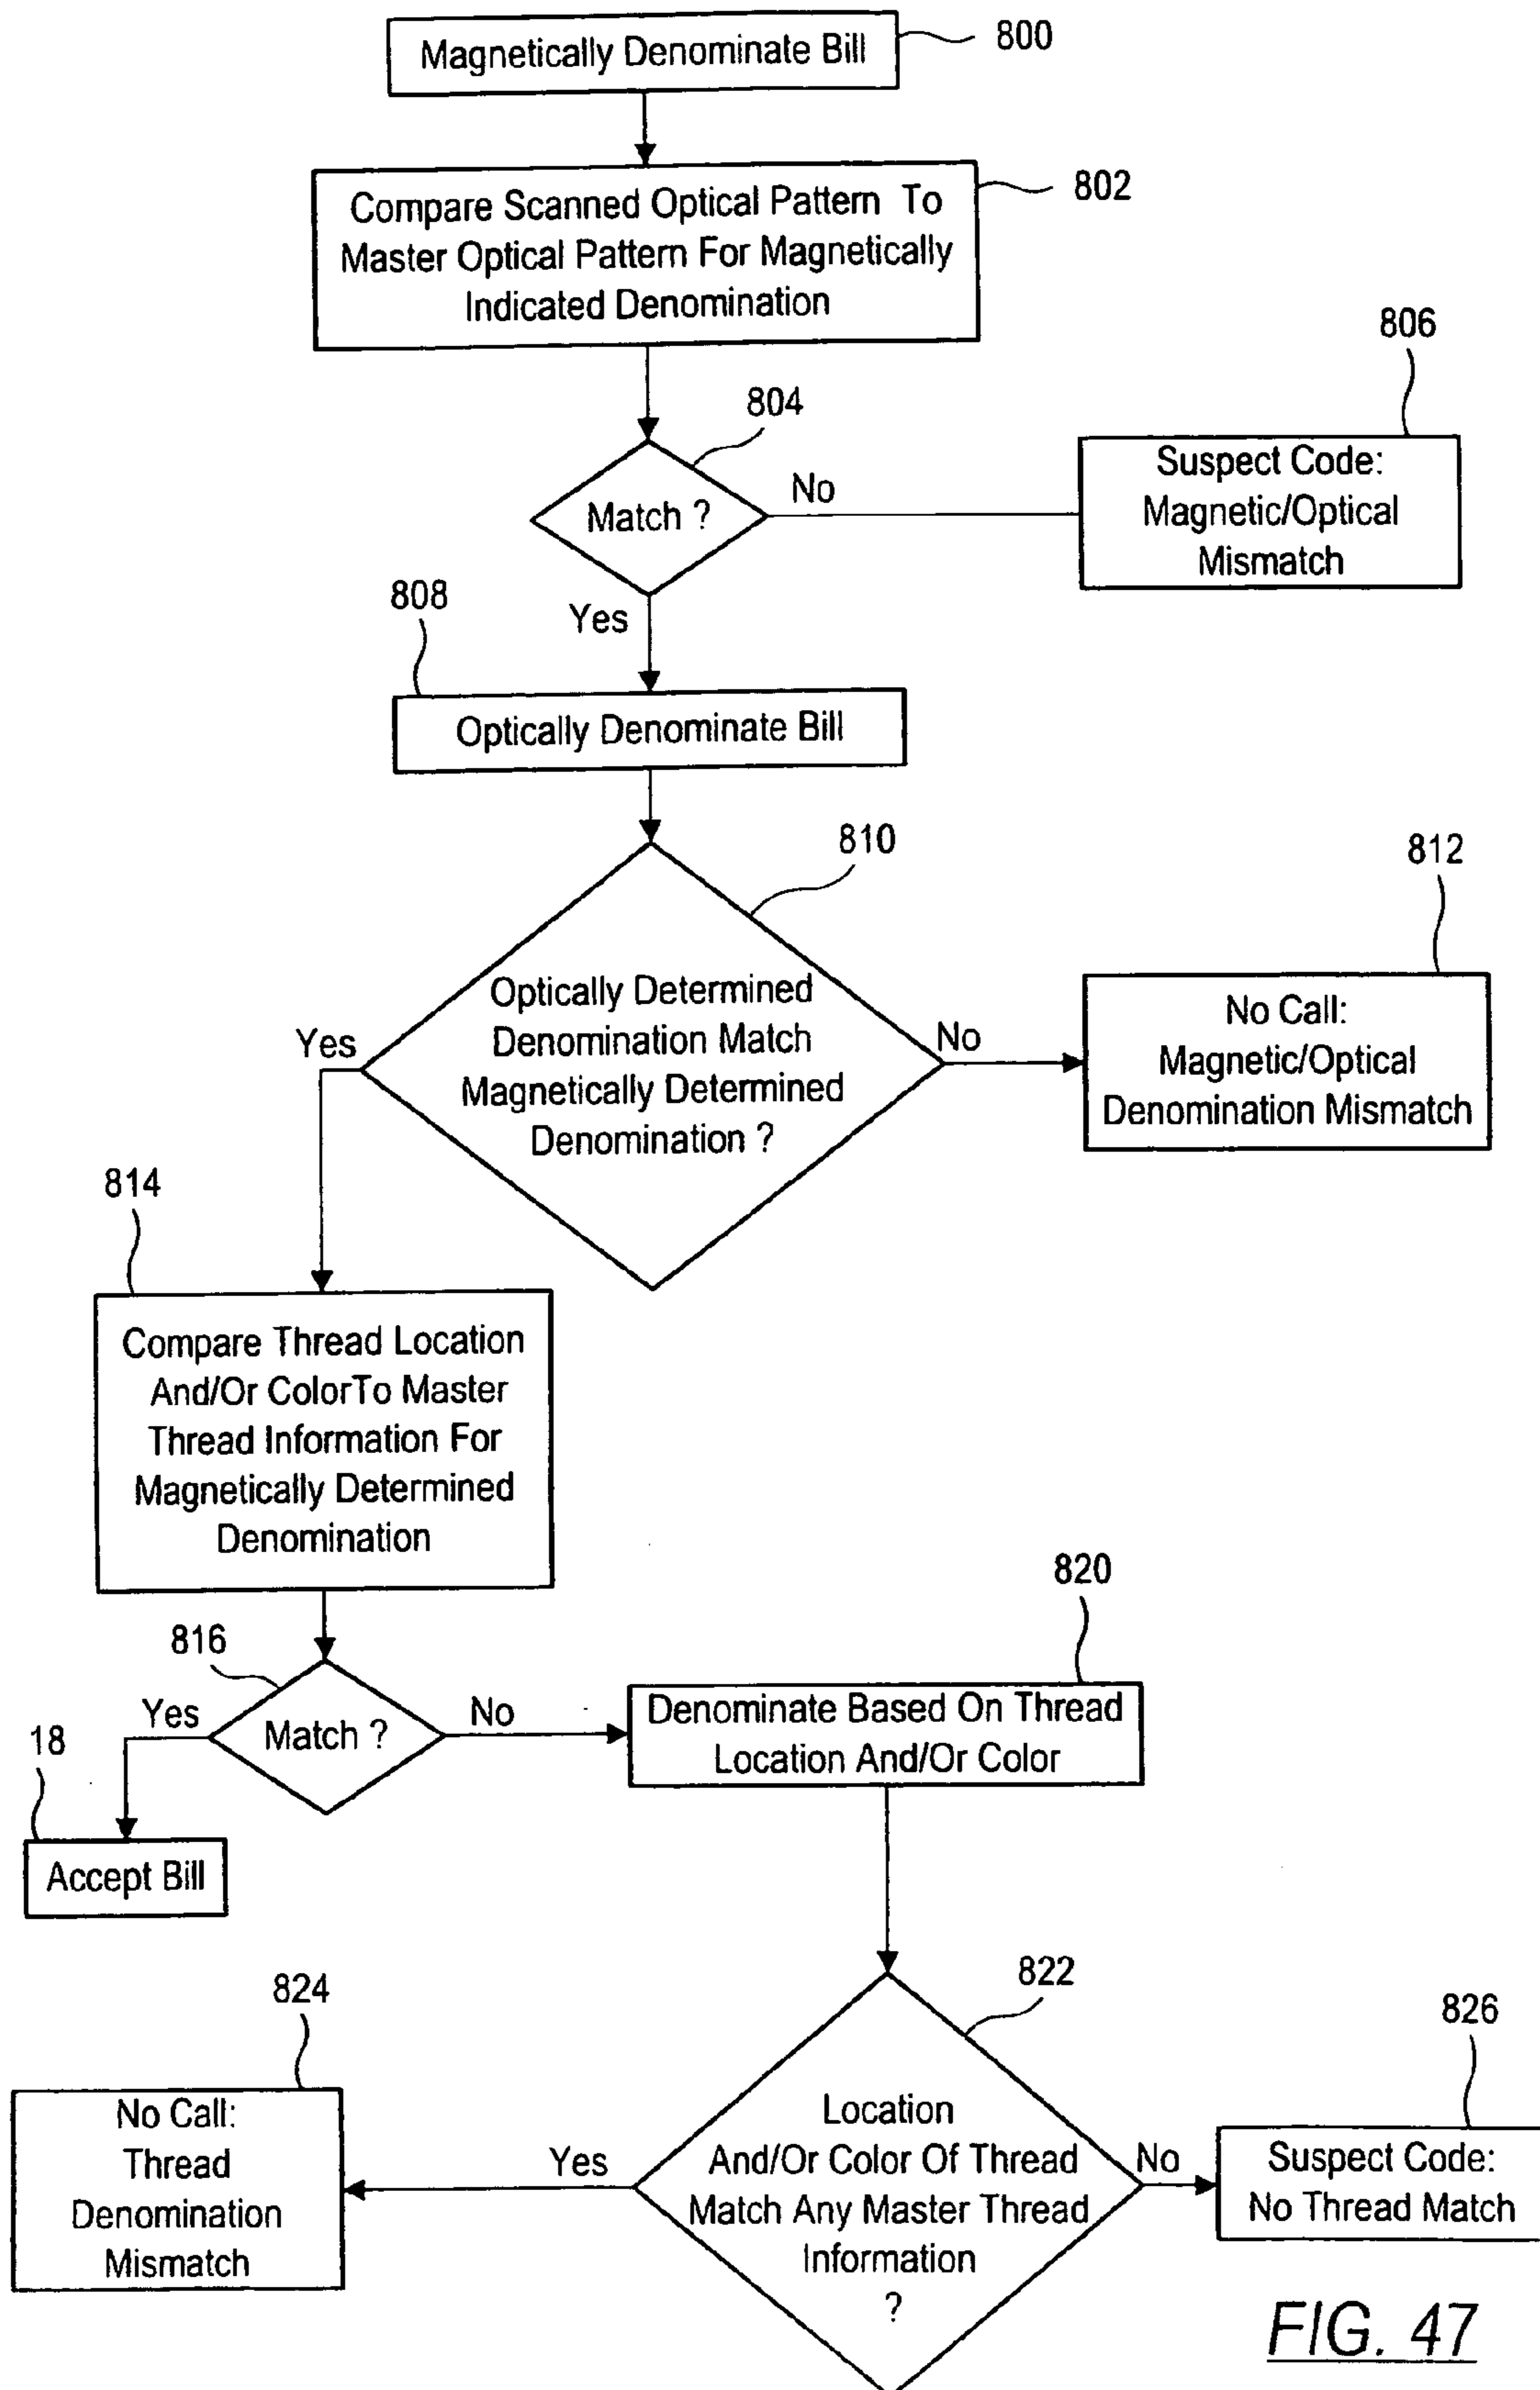 Magnetically Denominate Bill
800
Compare Scanned Optical Pattern To
Master Optical Pattern For Magnetically
Indicated Denomination
802
804
Match ?
No
Yes
806
Suspect Code:
Magnetic/Optical
Mismatch
808
Optically Denominate Bill
810
Optically Determined
Denomination Match
Magnetically Determined
Denomination ?
Yes
No
812
No Call:
Magnetic/Optical
Denomination Mismatch
814
Compare Thread Location
And/Or ColorTo Master
Thread Information For
Magnetically Determined
Denomination
816
Match ?
Yes
No
18
Accept Bill
820
Denominate Based On Thread
Location And/Or Color
822
Location
And/Or Color Of Thread
Match Any Master Thread
Information
?
Yes
No
824
No Call:
Thread
Denomination
Mismatch
826
Suspect Code:
No Thread Match
FIG. 47